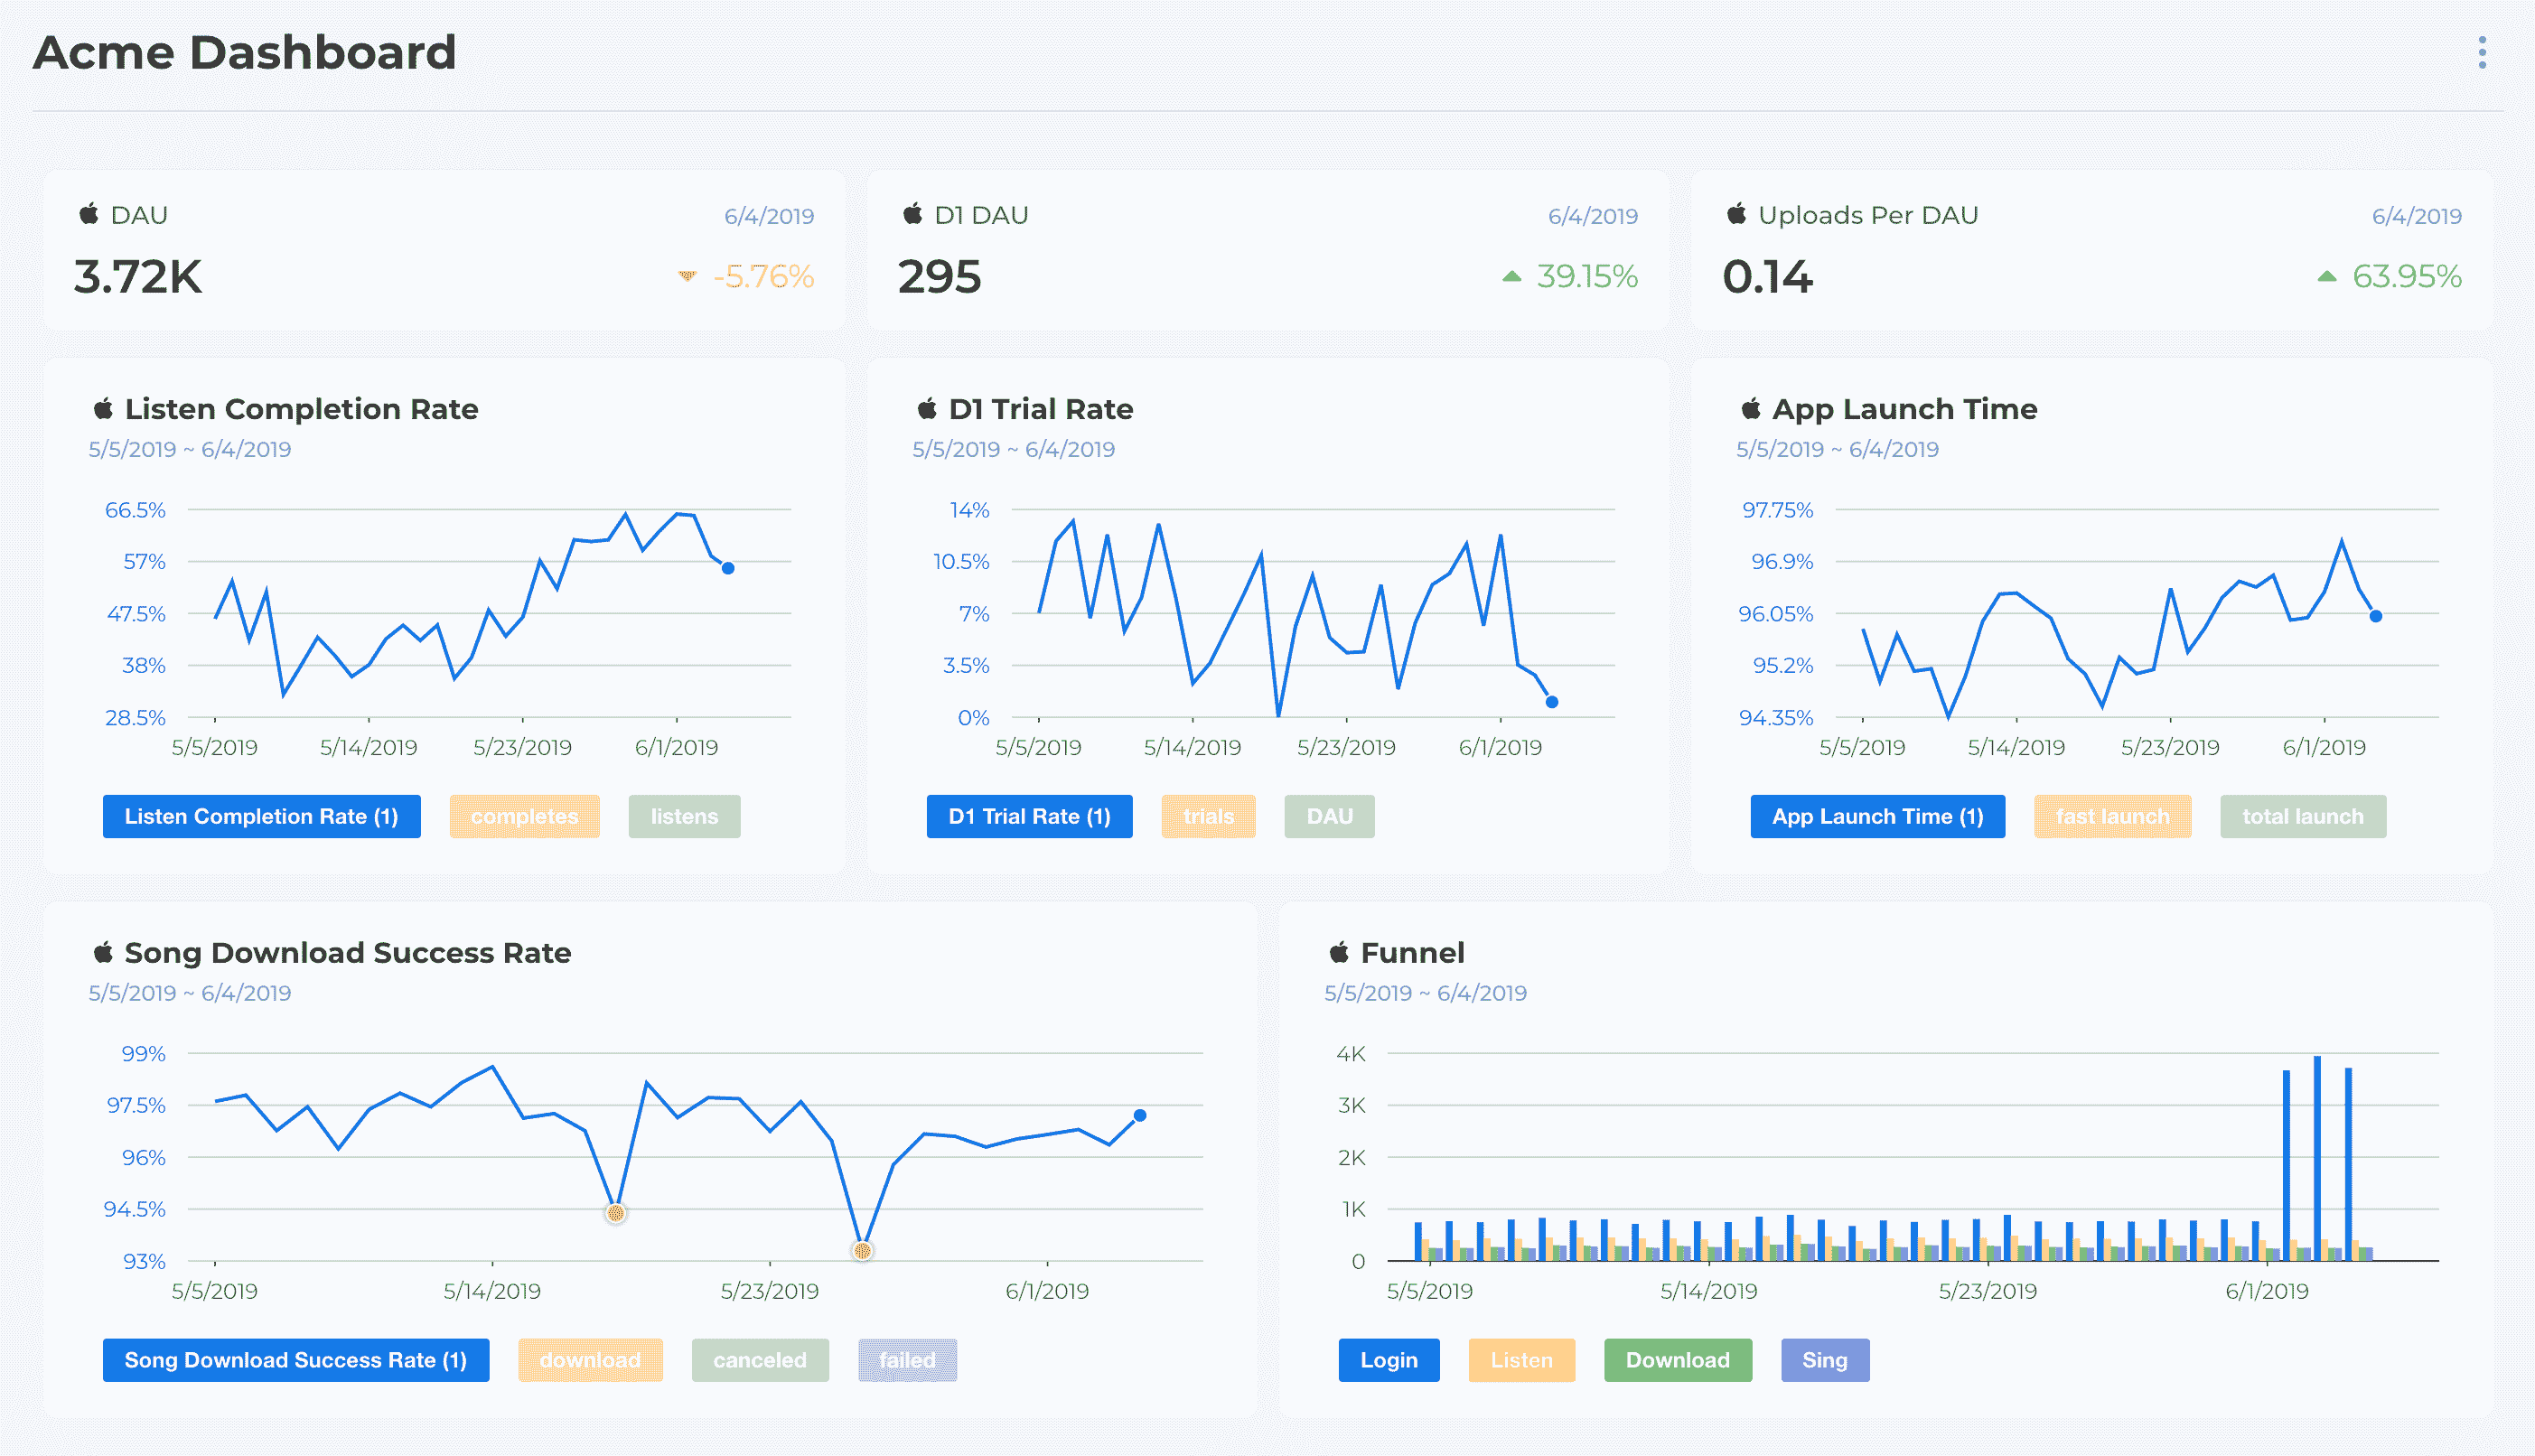 Acme Dashboard
DAU 6/4/2019
3.72K -5.76%
D1 DAU 6/4/2019
295 39.15%
Uploads Per DAU 6/4/2019
0.14 63.95%
Listen Completion Rate
5/5/2019 ~ 6/4/2019
66.5%
57%
47.5%
38%
28.5%
5/5/2019 5/14/2019 5/23/2019 6/1/2019
Listen Completion Rate (1) completes listens
D1 Trial Rate
5/5/2019 ~ 6/4/2019
14%
10.5%
7%
3.5%
0%
5/5/2019 5/14/2019 5/23/2019 6/1/2019
D1 Trial Rate (1) trials DAU
App Launch Time
5/5/2019 ~ 6/4/2019
97.75%
96.9%
96.05%
95.2%
94.35%
5/5/2019 5/14/2019 5/23/2019 6/1/2019
App Launch Time (1) fast launch total launch
Song Download Success Rate
5/5/2019 ~ 6/4/2019
99%
97.5%
96%
94.5%
93%
5/5/2019 5/14/2019 5/23/2019 6/1/2019
Song Download Success Rate (1) download canceled failed
Funnel
5/5/2019 ~ 6/4/2019
4K
3K
2K
1K
0
5/5/2019 5/14/2019 5/23/2019 6/1/2019
Login Listen Download Sing